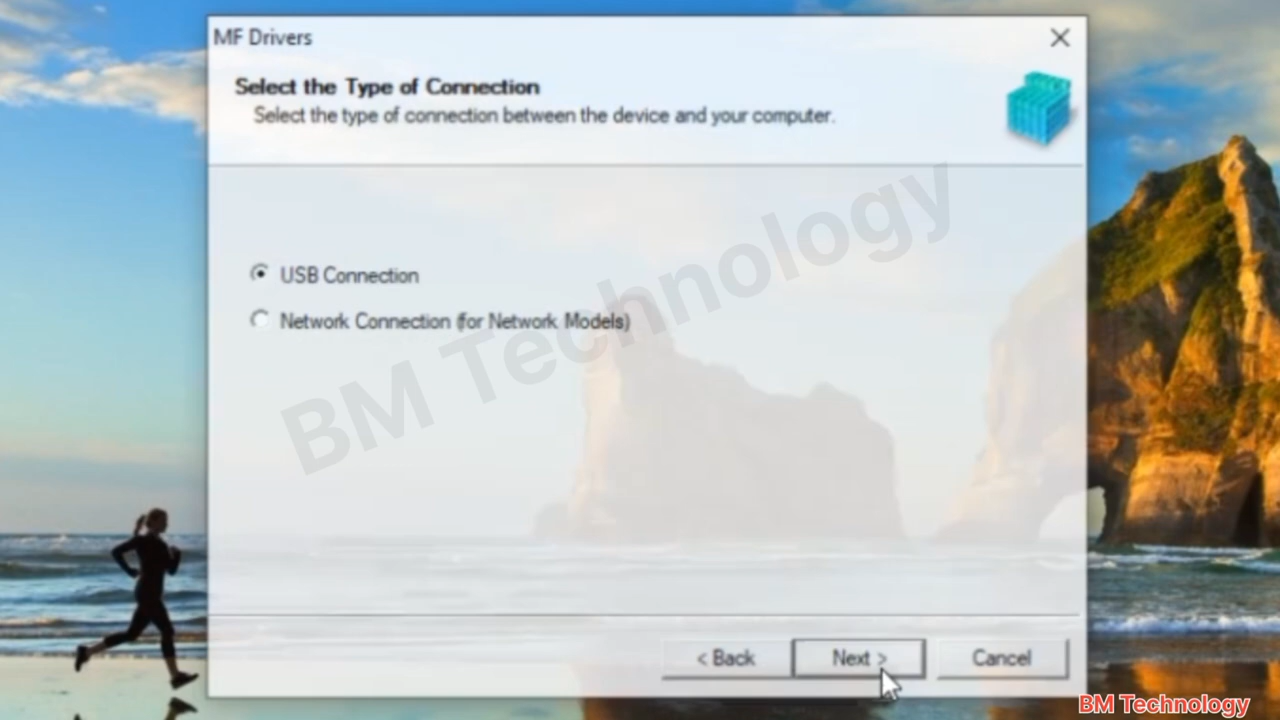 MF Drivers
Select the Type of Connection
Select the type of connection between the device and your computer.
BM Technology
USB Connection
Network Connection (for Network Models)
< Back
Next >
Cancel
BM Technology